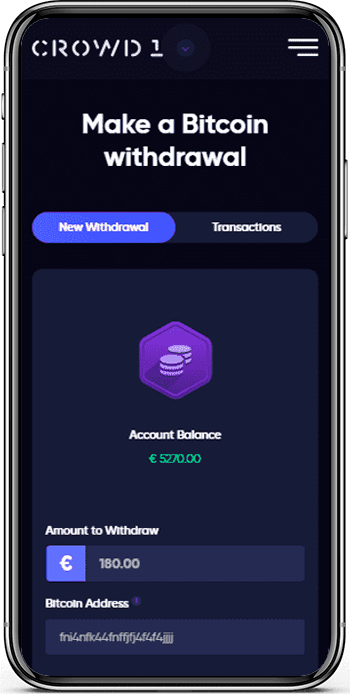 CROWD 1
Make a Bitcoin
withdrawal
New Withdrawal
Transactions
Account Balance
€ 5270.00
Amount to Withdraw
€ 180.00
Bitcoin Address
fni4nfk44fnffjfj4f4f4jjjj